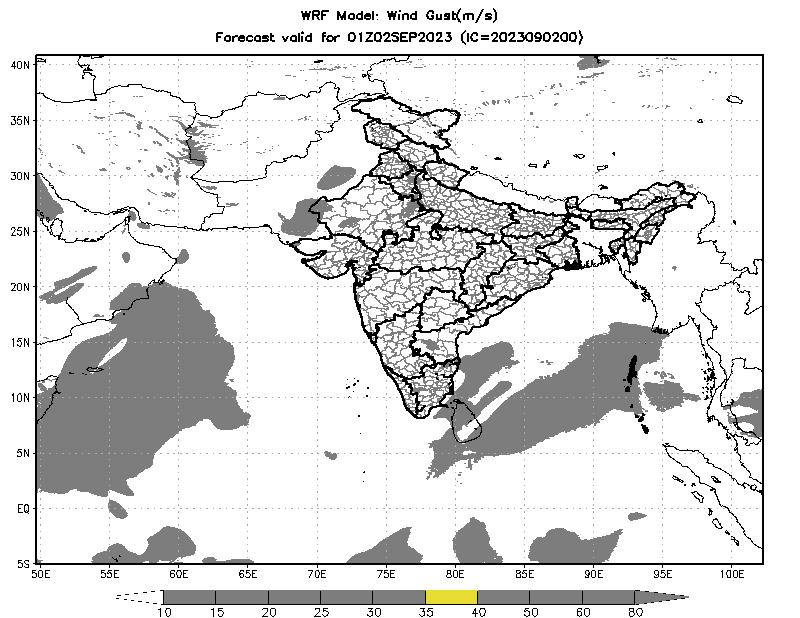 WRF Model: Wind Gust(m/s)
Forecast valid for 01Z02SEP2023 (IC=2023090200)
40N
35N
30N
25N
20N
15N
10N
5N
EQ
5S
50E 55E 60E 65E 70E 75E 80E 85E 90E 95E 100E
10 15 20 25 30 35 40 50 60 80